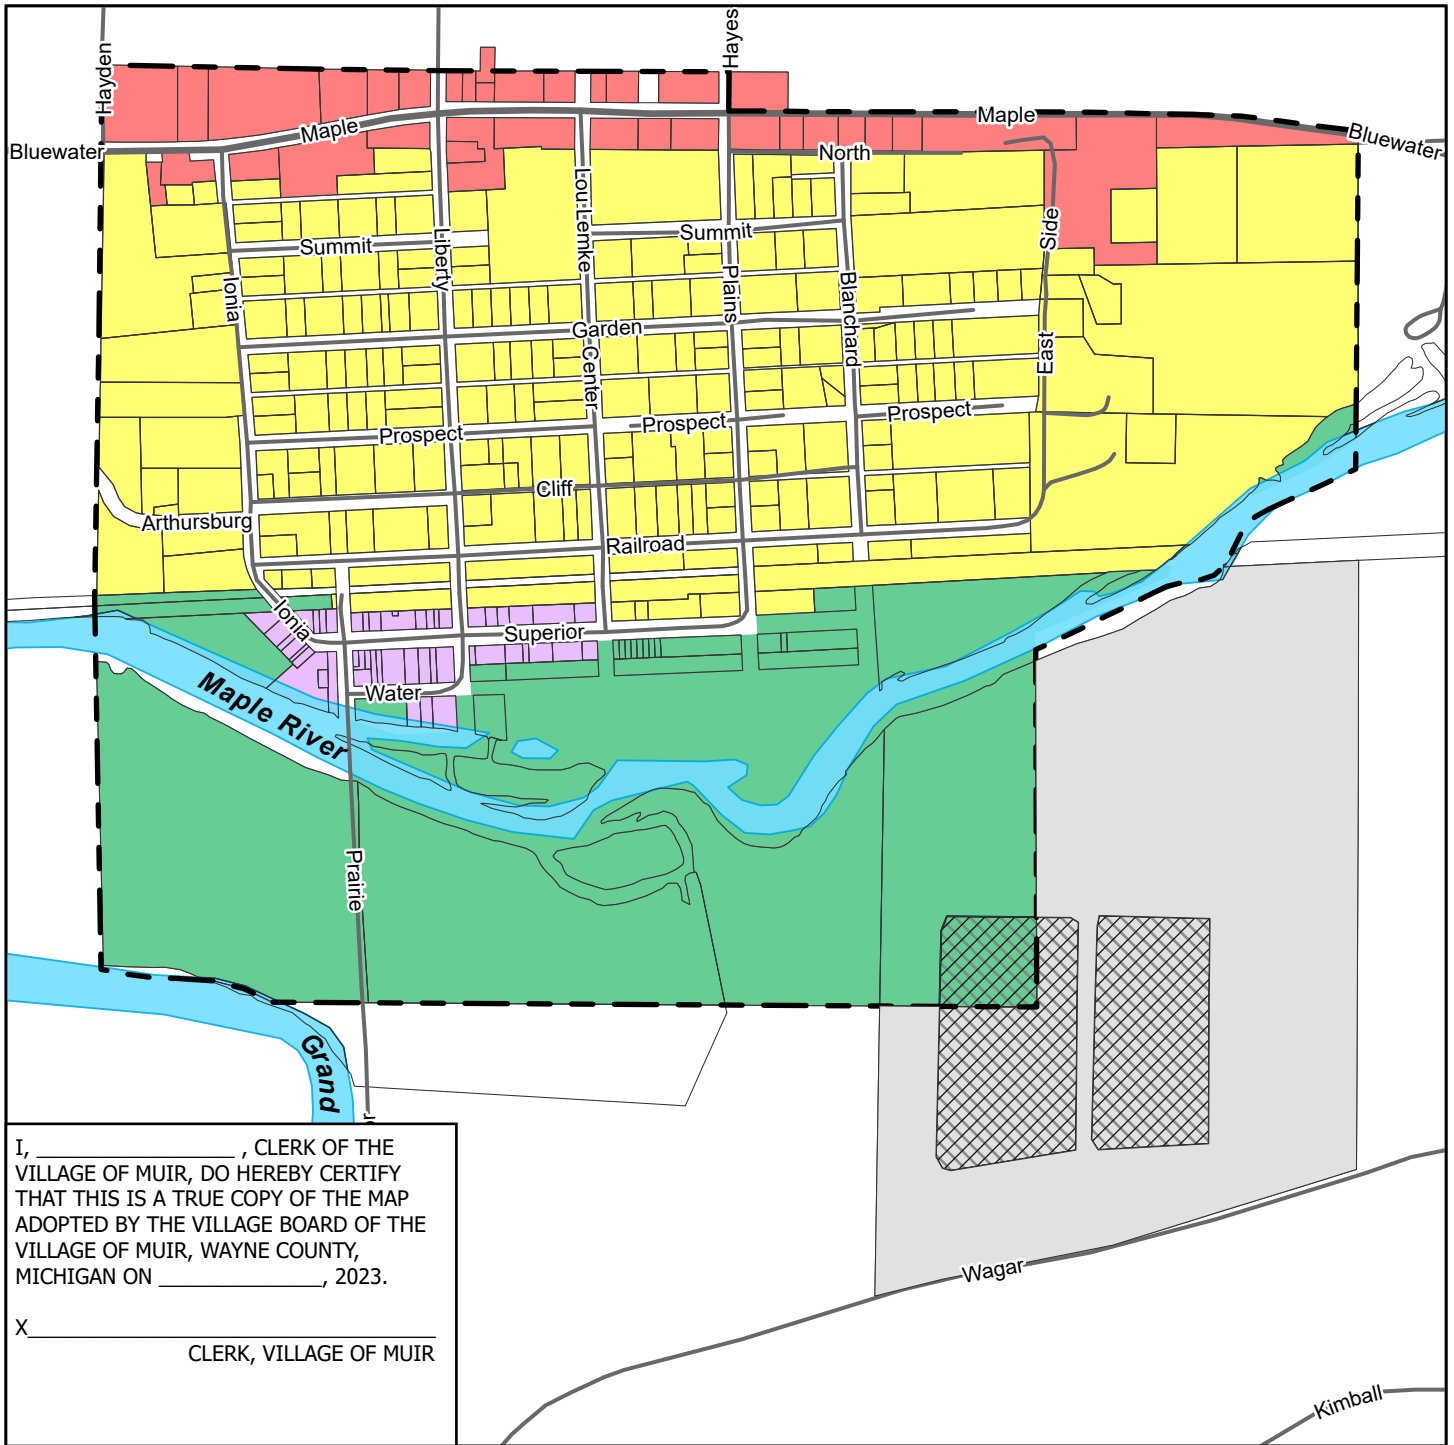 Hayden
Hayes
Maple
Maple
Bluewater
Bluewater
North
Lou Lemke
Side
Summit
Summit
Liberty
Ionia
Plains
Blanchard
Garden
Center
East
Prospect
Prospect
Prospect
Cliff
Arthursburg
Railroad
Ionia
Superior
Water
Maple River
Prairie
Grand
I, _________________ , CLERK OF THE
VILLAGE OF MUIR, DO HEREBY CERTIFY
THAT THIS IS A TRUE COPY OF THE MAP
ADOPTED BY THE VILLAGE BOARD OF THE
VILLAGE OF MUIR, WAYNE COUNTY,
MICHIGAN ON ______________, 2023.
X___________________________________
CLERK, VILLAGE OF MUIR
Wagar
Kimball